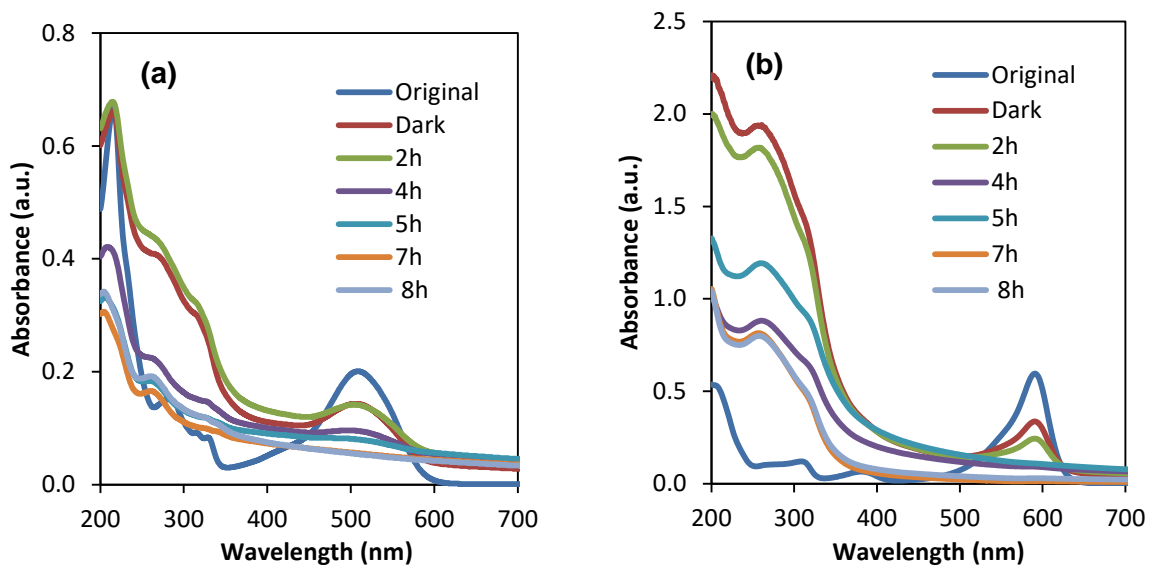 (a)
Absorbance (a.u.)
0.8
0.6
0.4
0.2
0.0
Original
Dark
2h
4h
5h
7h
8h
200 300 400 500 600 700
Wavelength (nm)
(b)
Absorbance (a.u.)
2.5
2.0
1.5
1.0
0.5
0.0
Original
Dark
2h
4h
5h
7h
8h
200 300 400 500 600 700
Wavelength (nm)